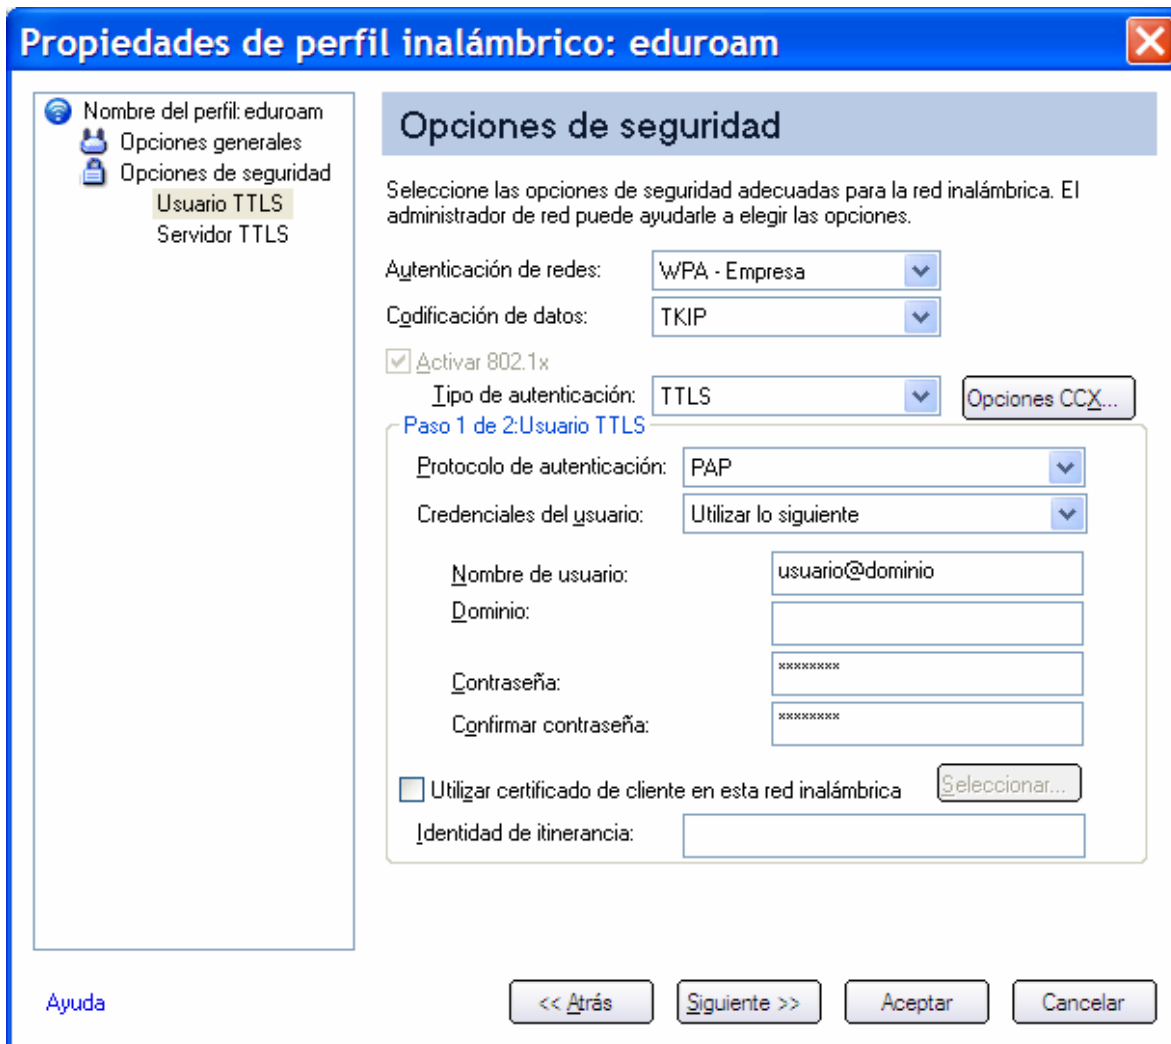 Propiedades de perfil inalámbrico: eduroam
Nombre del perfil: eduroam
Opciones generales
Opciones de seguridad
Usuario TTLS
Servidor TTLS
Opciones de seguridad
Seleccione las opciones de seguridad adecuadas para la red inalámbrica. El
administrador de red puede ayudarle a elegir las opciones.
Autenticación de redes: WPA - Empresa
Codificación de datos: TKIP
Activar 802.1x
Tipo de autenticación: TTLS Opciones CCX...
Paso 1 de 2:Usuario TTLS
Protocolo de autenticación: PAP
Credenciales del usuario: Utilizar lo siguiente
Nombre de usuario: usuario@dominio
Dominio:
Contraseña: ********
Confirmar contraseña: ********
Utilizar certificado de cliente en esta red inalámbrica Seleccionar...
Identidad de itinerancia:
Ayuda << Atrás Siguiente >> Aceptar Cancelar